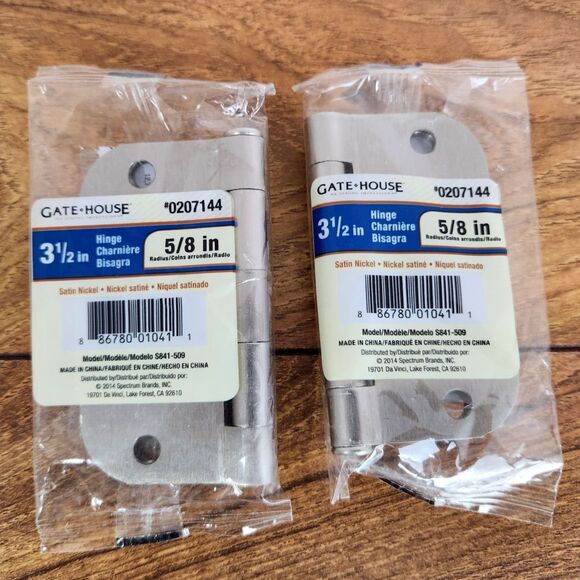 GATE HOUSE
#0207144
3 1/2 in
Hinge
Charnière
Bisagra
5/8 in
Radius/Coins arrondis/Radio
Satin Nickel • Nickel satiné • Níquel satinado
8 86780 01041 1
Model/Modèle/Modelo S841-509
MADE IN CHINA/FABRIQUÉ EN CHINE/HECHO EN CHINA
Distributed by/Distribué par/Distribuido por:
© 2014 Spectrum Brands, INC.
19701 Da Vinci, Lake Forest, CA 92610
GATE HOUSE
#0207144
3 1/2 in
Hinge
Charnière
Bisagra
5/8 in
Radius/Coins arrondis/Radio
Satin Nickel • Nickel satiné • Níquel satinado
8 86780 01041 1
Model/Modèle/Modelo S841-509
MADE IN CHINA/FABRIQUÉ EN CHINE/HECHO EN CHINA
Distributed by/Distribué par/Distribuido por:
© 2014 Spectrum Brands, INC.
19701 Da Vinci, Lake Forest, CA 92610